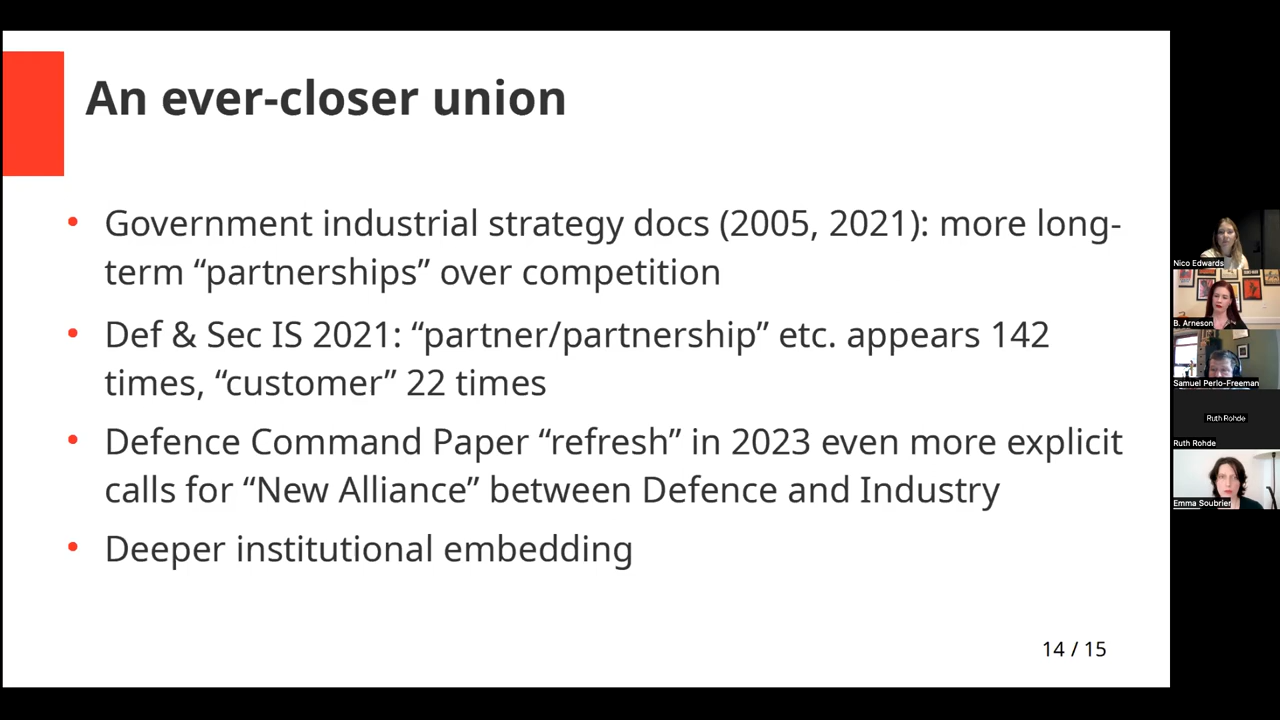 An ever-closer union
• Government industrial strategy docs (2005, 2021): more long-
term “partnerships” over competition
• Def & Sec IS 2021: “partner/partnership” etc. appears 142
times, “customer” 22 times
• Defence Command Paper “refresh” in 2023 even more explicit
calls for “New Alliance” between Defence and Industry
• Deeper institutional embedding
14 / 15
Nico Edwards
B. Arneson
Samuel Perlo-Freeman
Ruth Rohde
Ruth Rohde
Emma Soubrier